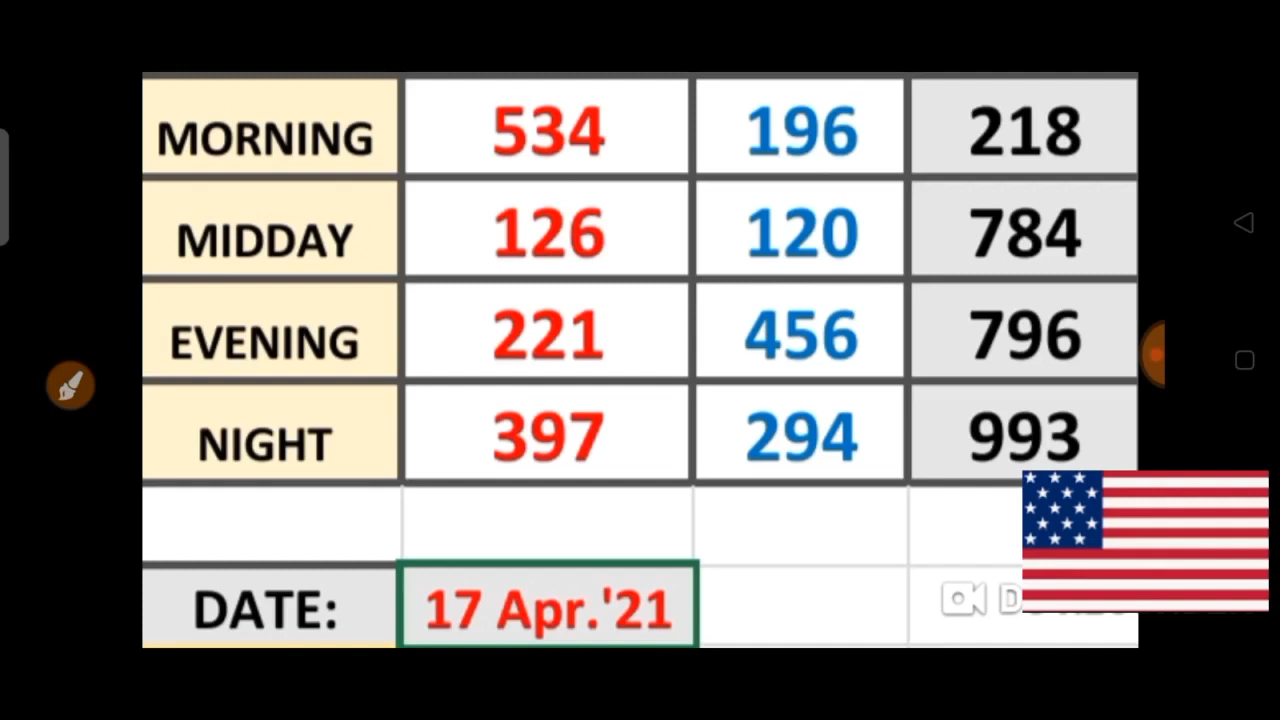 MORNING 534 196 218
MIDDAY 126 120 784
EVENING 221 456 796
NIGHT 397 294 993
DATE: 17 Apr.'21